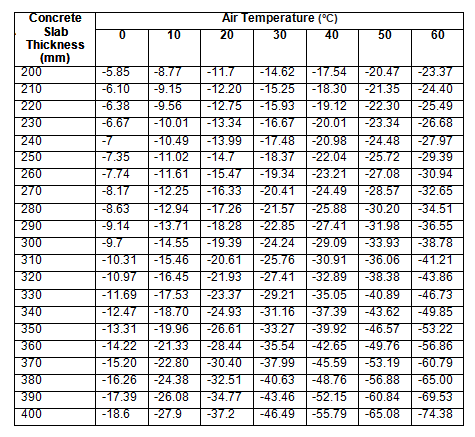 Concrete Slab Thickness (mm) Air Temperature (ºC)
0 10 20 30 40 50 60
200 -5.85 -8.77 -11.7 -14.62 -17.54 -20.47 -23.37
210 -6.10 -9.15 -12.20 -15.25 -18.30 -21.35 -24.40
220 -6.38 -9.56 -12.75 -15.93 -19.12 -22.30 -25.49
230 -6.67 -10.01 -13.34 -16.67 -20.01 -23.34 -26.68
240 -7 -10.49 -13.99 -17.48 -20.98 -24.48 -27.97
250 -7.35 -11.02 -14.7 -18.37 -22.04 -25.72 -29.39
260 -7.74 -11.61 -15.47 -19.34 -23.21 -27.08 -30.94
270 -8.17 -12.25 -16.33 -20.41 -24.49 -28.57 -32.65
280 -8.63 -12.94 -17.26 -21.57 -25.88 -30.20 -34.51
290 -9.14 -13.71 -18.28 -22.85 -27.41 -31.98 -36.55
300 -9.7 -14.55 -19.39 -24.24 -29.09 -33.93 -38.78
310 -10.31 -15.46 -20.61 -25.76 -30.91 -36.06 -41.21
320 -10.97 -16.45 -21.93 -27.41 -32.89 -38.38 -43.86
330 -11.69 -17.53 -23.37 -29.21 -35.05 -40.89 -46.73
340 -12.47 -18.70 -24.93 -31.16 -37.39 -43.62 -49.85
350 -13.31 -19.96 -26.61 -33.27 -39.92 -46.57 -53.22
360 -14.22 -21.33 -28.44 -35.54 -42.65 -49.76 -56.86
370 -15.20 -22.80 -30.40 -37.99 -45.59 -53.19 -60.79
380 -16.26 -24.38 -32.51 -40.63 -48.76 -56.88 -65.00
390 -17.39 -26.08 -34.77 -43.46 -52.15 -60.84 -69.53
400 -18.6 -27.9 -37.2 -46.49 -55.79 -65.08 -74.38